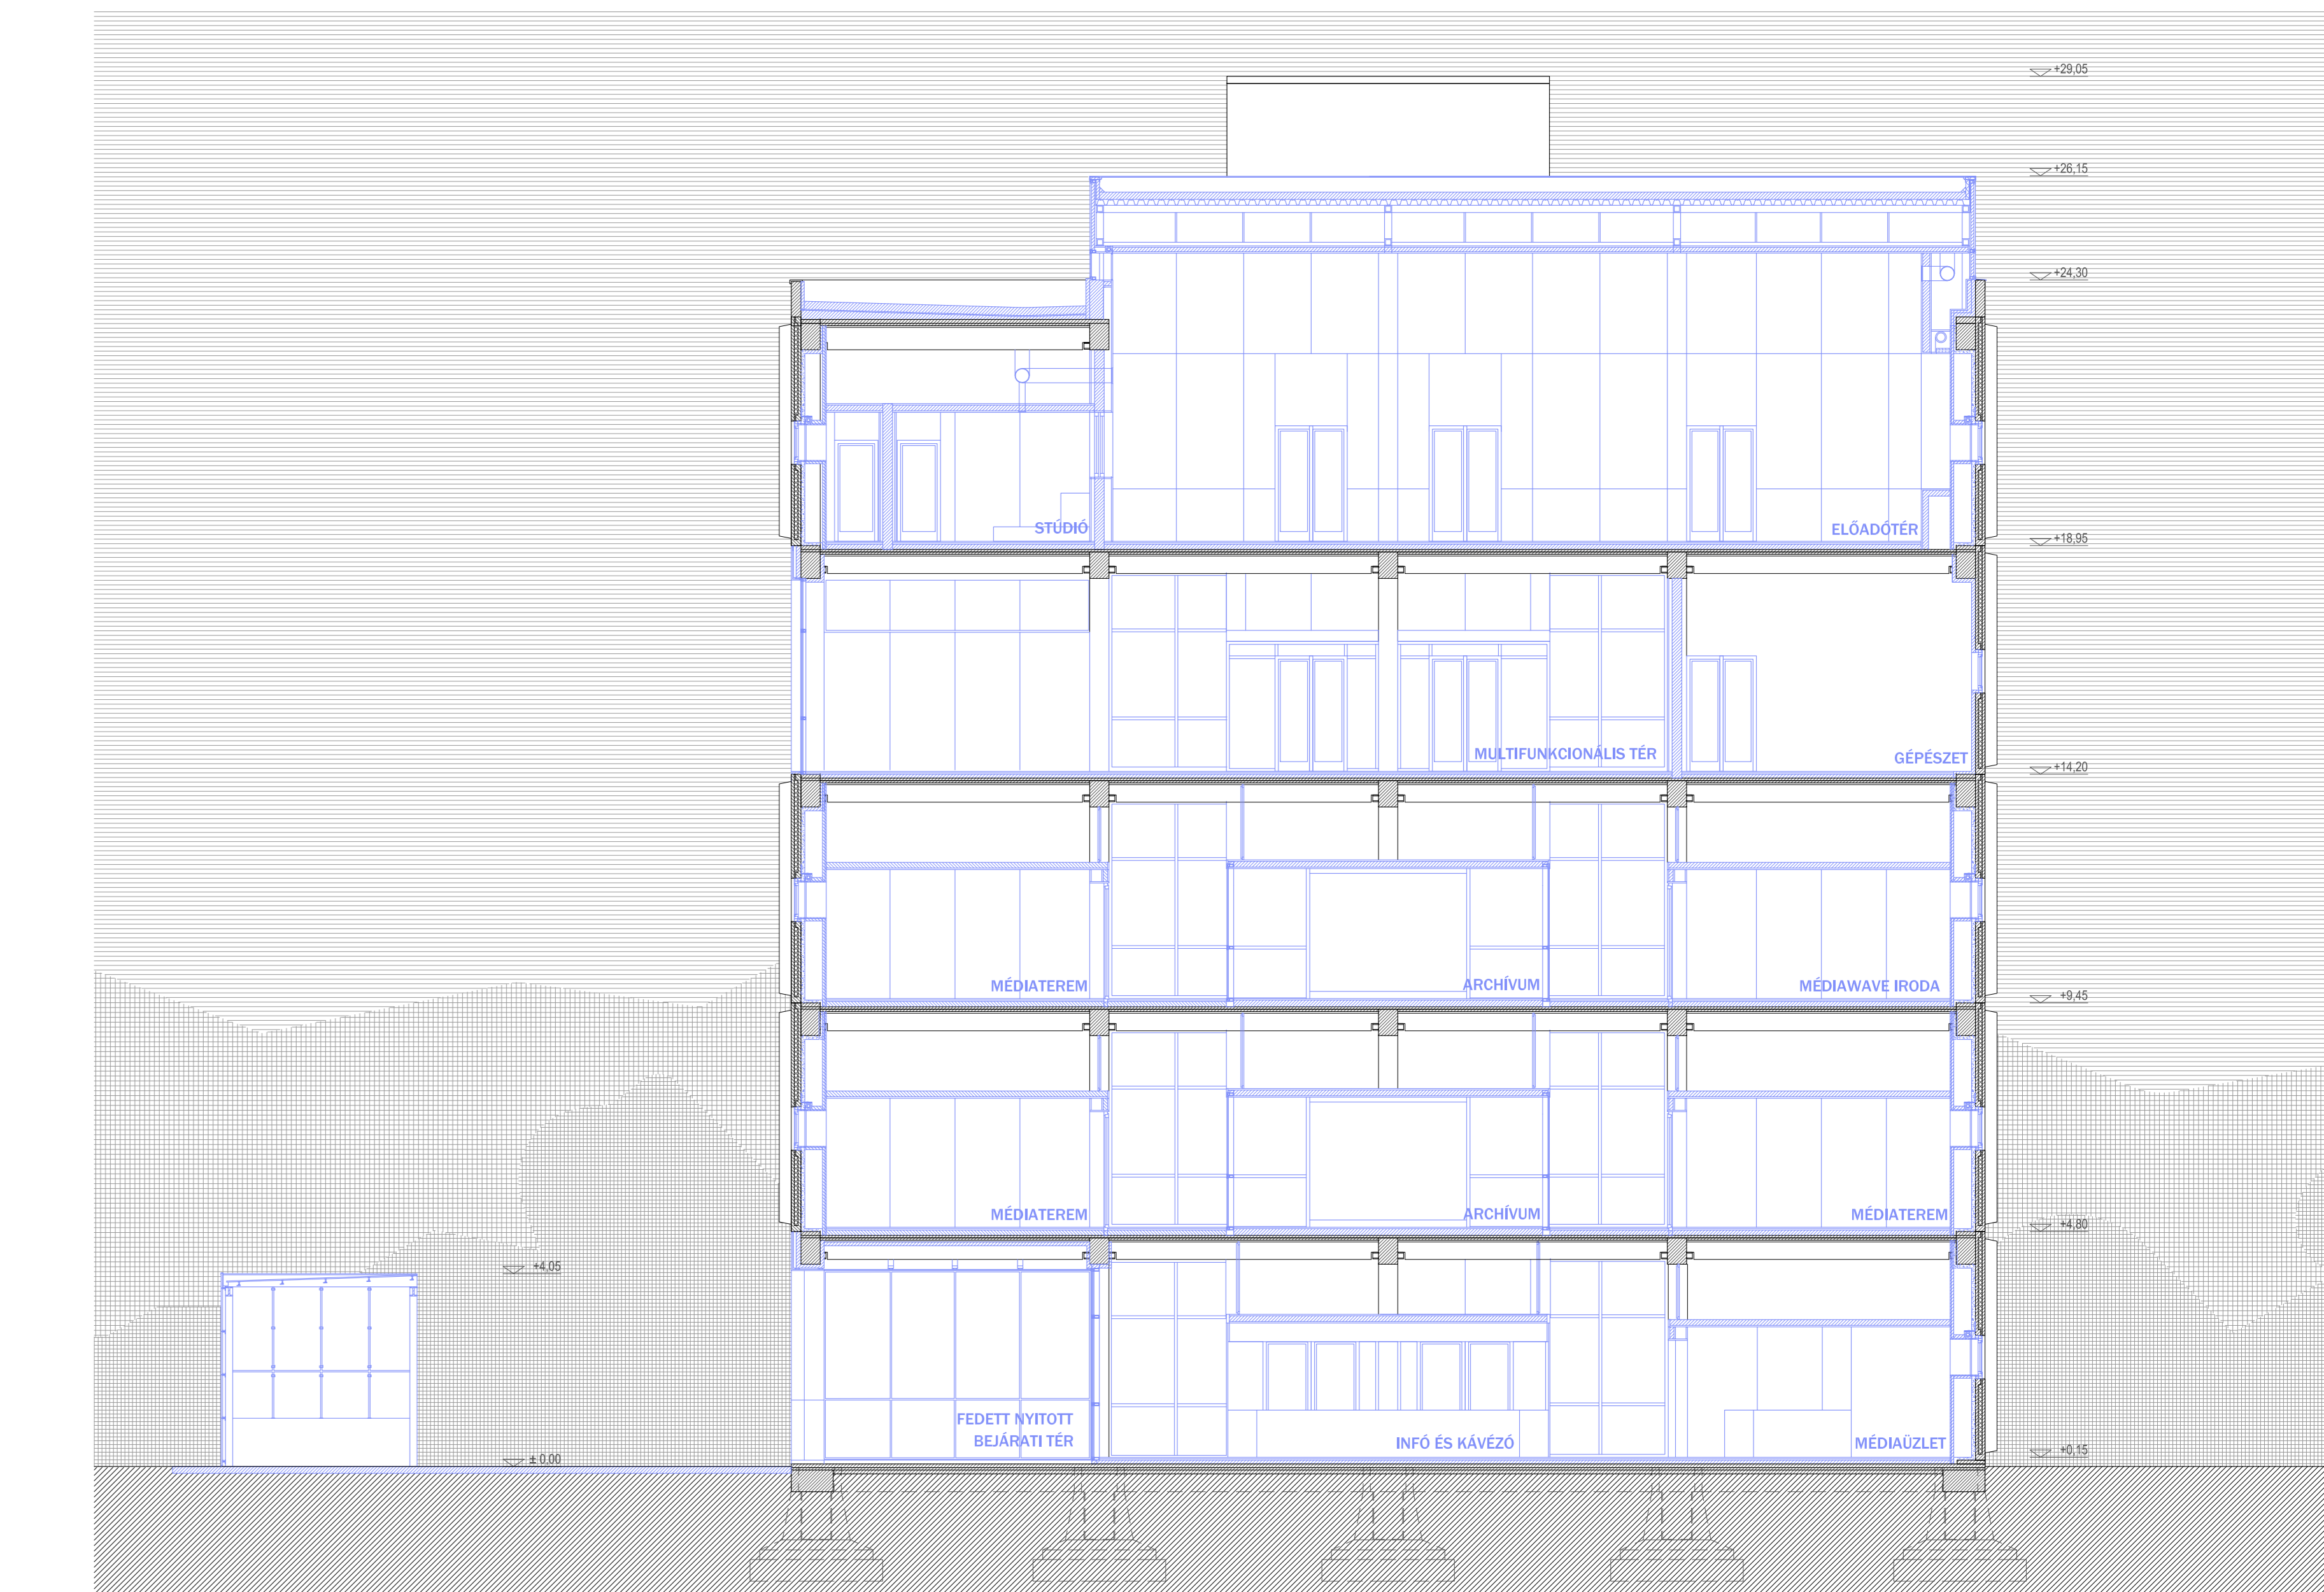 +29,05
+26,15
+24,30
STÚDIÓ
ELŐADÓTÉR
+18,95
MULTIFUNKCIONÁLIS TÉR
GÉPÉSZET
+14,20
MÉDIATEREM
ARCHÍVUM
MÉDIAWAVE IRODA
+9,45
MÉDIATEREM
ARCHÍVUM
MÉDIATEREM
+4,80
+4,05
FEDETT NYITOTT
BEJÁRATI TÉR
INFÓ ÉS KÁVÉZÓ
MÉDIAÜZLET
± 0,00
+0,15